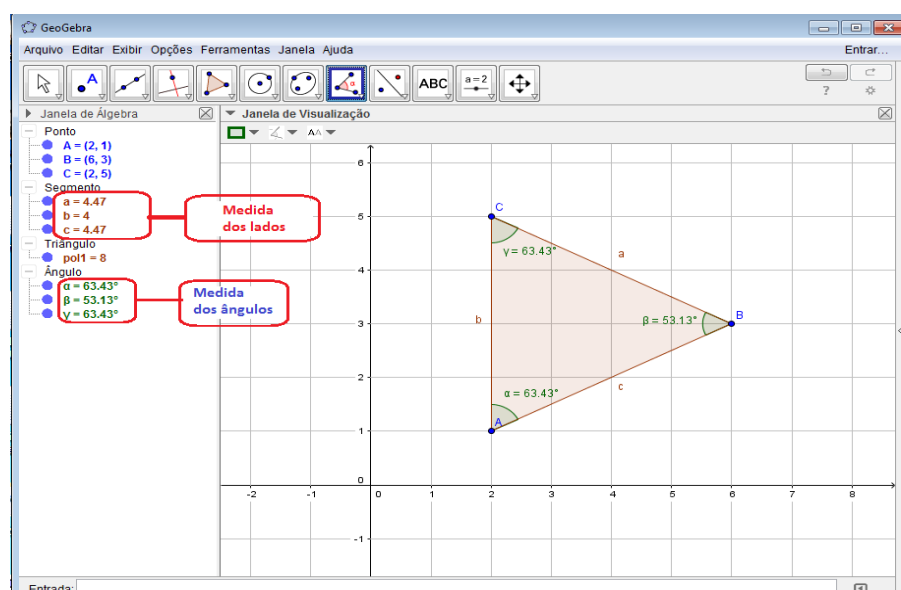 GeoGebra
Arquivo Editar Exibir Opções Ferramentas Janela Ajuda
Entrar...
A
ABC
a=2
?
Janela de Álgebra
Ponto
A = (2, 1)
B = (6, 3)
C = (2, 5)
Segmento
a = 4.47
b = 4
c = 4.47
Triângulo
pol1 = 8
Ângulo
α = 63.43°
β = 53.13°
γ = 63.43°
Medida
dos lados
Medida
dos ângulos
Janela de Visualização
AA
6
5
4
3
2
1
0
-1
-2
-1
0
1
2
3
4
5
6
7
8
C
γ = 63.43°
a
b
β = 53.13°
B
α = 63.43°
c
A
Entrada: